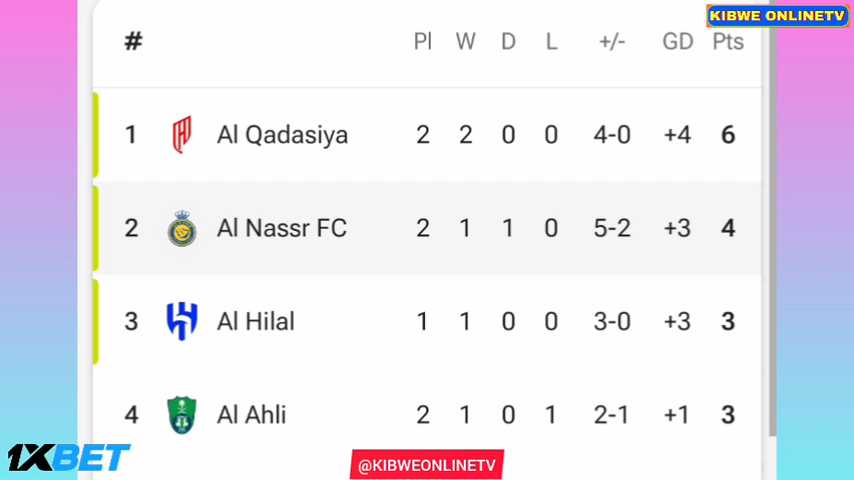 KIBWE ONLINETV
# Pl W D L +/- GD Pts
1 Al Qadasiya 2 2 0 0 4-0 +4 6
2 Al Nassr FC 2 1 1 0 5-2 +3 4
3 Al Hilal 1 1 0 0 3-0 +3 3
4 Al Ahli 2 1 0 1 2-1 +1 3
1XBET
@KIBWEONLINETV